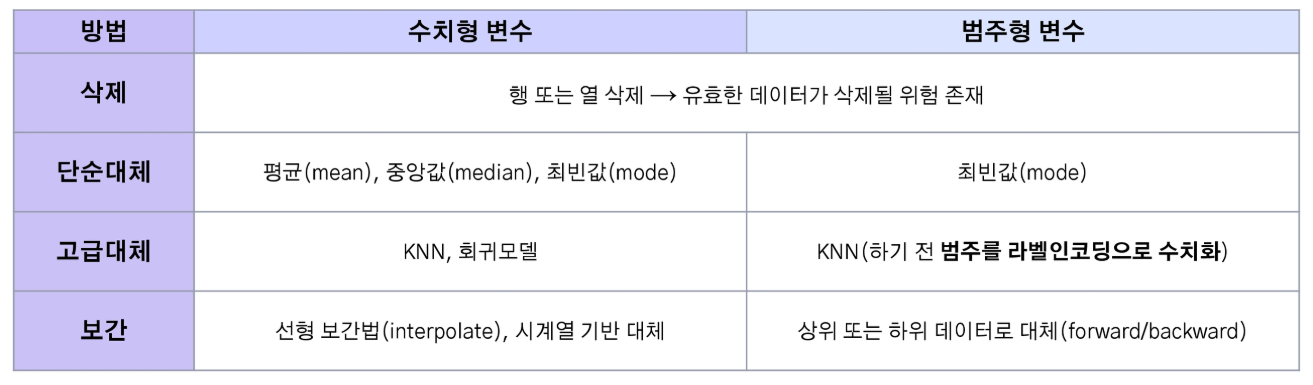 방법 수치형 변수 범주형 변수
삭제 행 또는 열 삭제 → 유효한 데이터가 삭제될 위험 존재
단순대체 평균(mean), 중앙값(median), 최빈값(mode) 최빈값(mode)
고급대체 KNN, 회귀모델 KNN(하기 전 범주를 라벨인코딩으로 수치화)
보간 선형 보간법(interpolate), 시계열 기반 대체 상위 또는 하위 데이터로 대체(forward/backward)